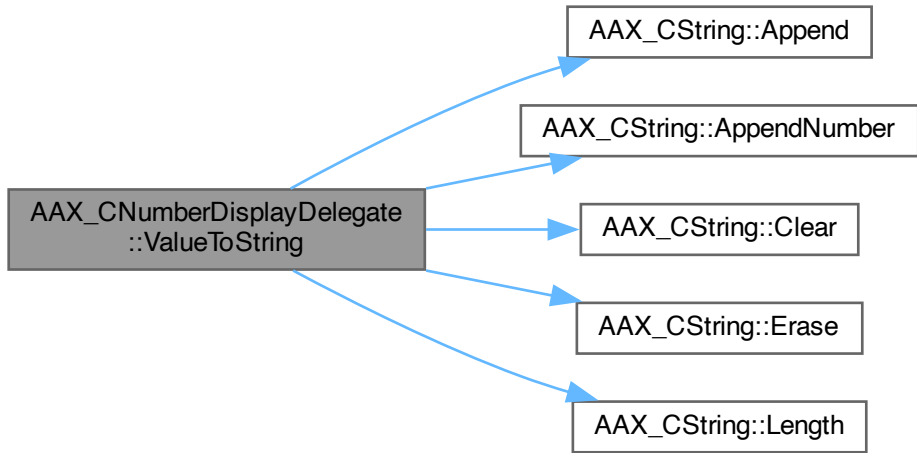 AAX_CString::Append
AAX_CString::AppendNumber
AAX_CNumberDisplayDelegate
::ValueToString
AAX_CString::Clear
AAX_CString::Erase
AAX_CString::Length